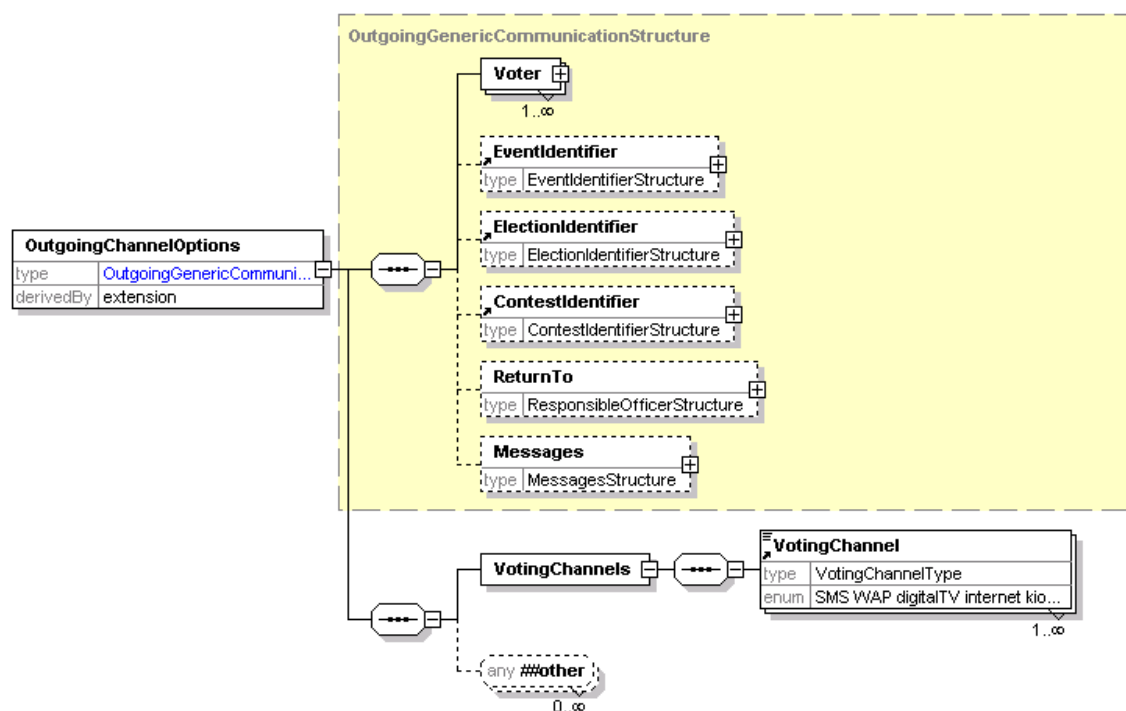 OutgoingGenericCommunicationStructure
Voter
1..∞
EventIdentifier
type EventIdentifierStructure
ElectionIdentifier
type ElectionIdentifierStructure
OutgoingChannelOptions
type OutgoingGenericCommuni...
derivedBy extension
ContestIdentifier
type ContestIdentifierStructure
ReturnTo
type ResponsibleOfficerStructure
Messages
type MessagesStructure
VotingChannels
VotingChannel
type VotingChannelType
enum SMS WAP digitalTV internet kio...
1..∞
any ##other
0..∞